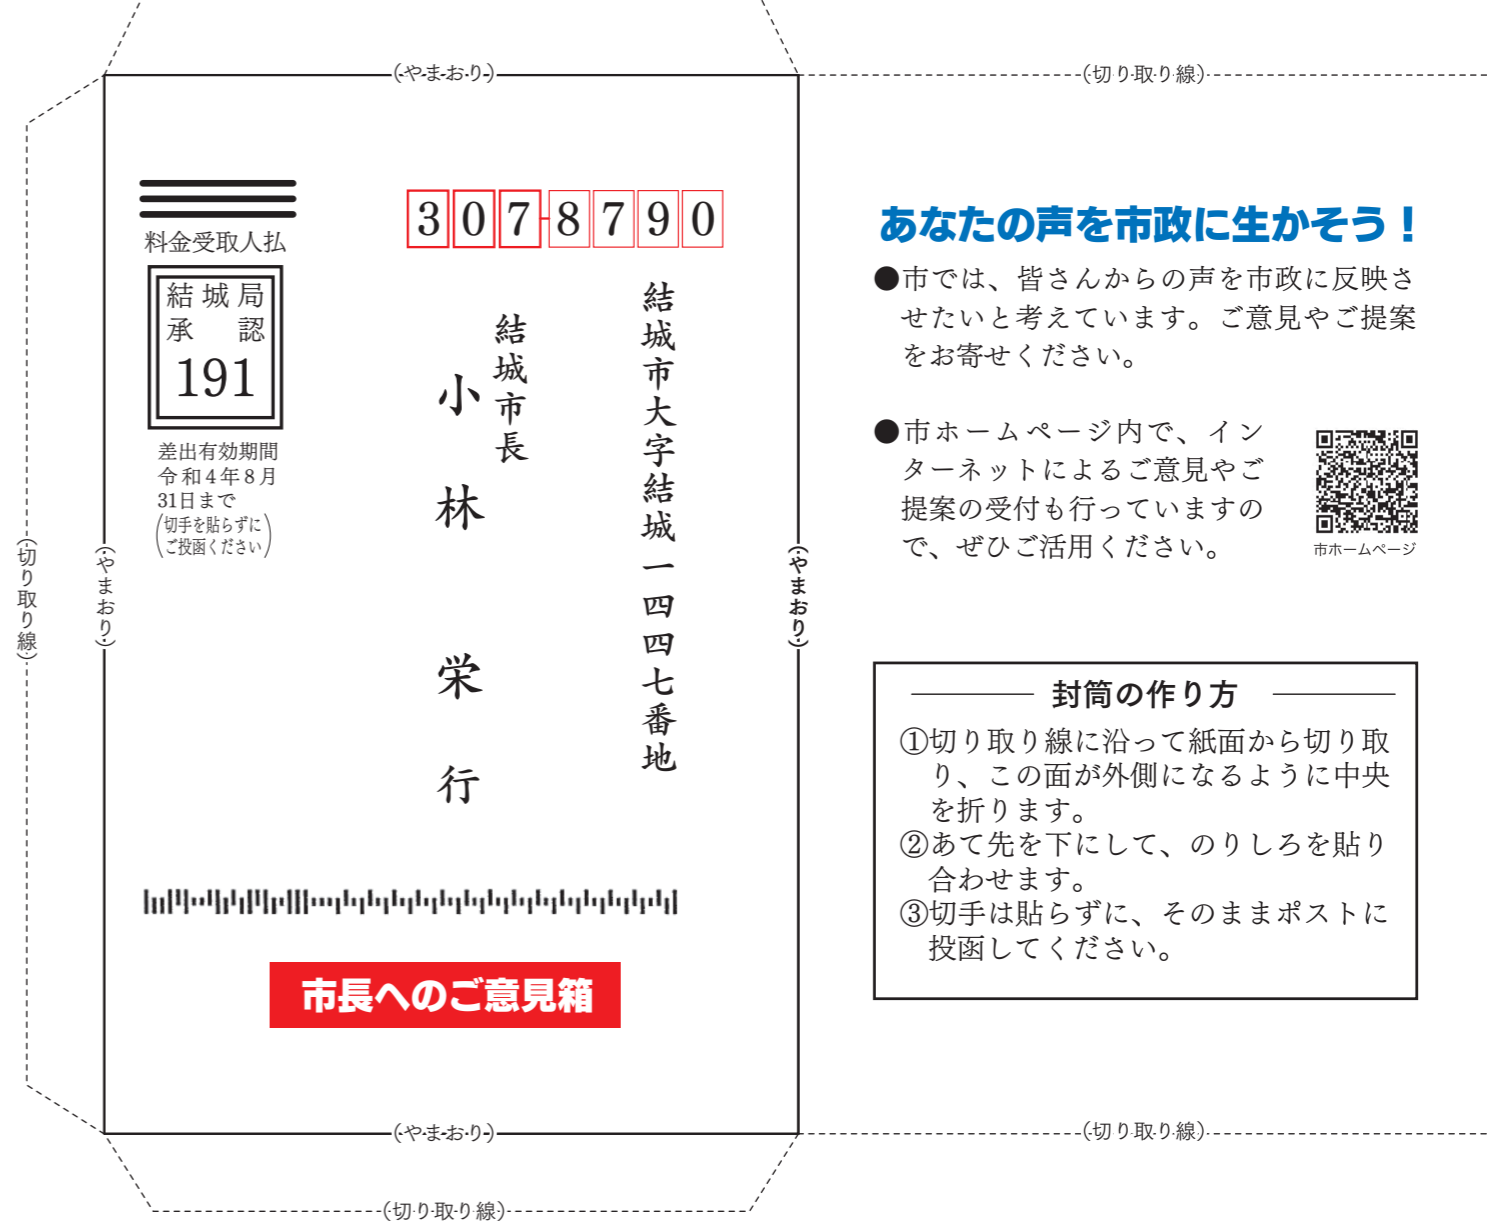 (やまおり)
(切り取り線)
料金受取人払
結城局
承認
191
差出有効期間
令和4年8月
31日まで
(切手を貼らずに
ご投函ください)
307-8790
結城市大字結城一四四七番地
結城市長
小林 栄行
市長へのご意見箱
(切り取り線)
(やまおり)
(やまおり)
(やまおり)
(切り取り線)
あなたの声を市政に生かそう！
●市では、皆さんからの声を市政に反映さ
せたいと考えています。ご意見やご提案
をお寄せください。
●市ホームページ内で、イン
ターネットによるご意見やご
提案の受付も行っていますの
で、ぜひご活用ください。
市ホームページ
封筒の作り方
①切り取り線に沿って紙面から切り取
り、この面が外側になるように中央
を折ります。
②あて先を下にして、のりしろを貼り
合わせます。
③切手は貼らずに、そのままポストに
投函してください。
(切り取り線)